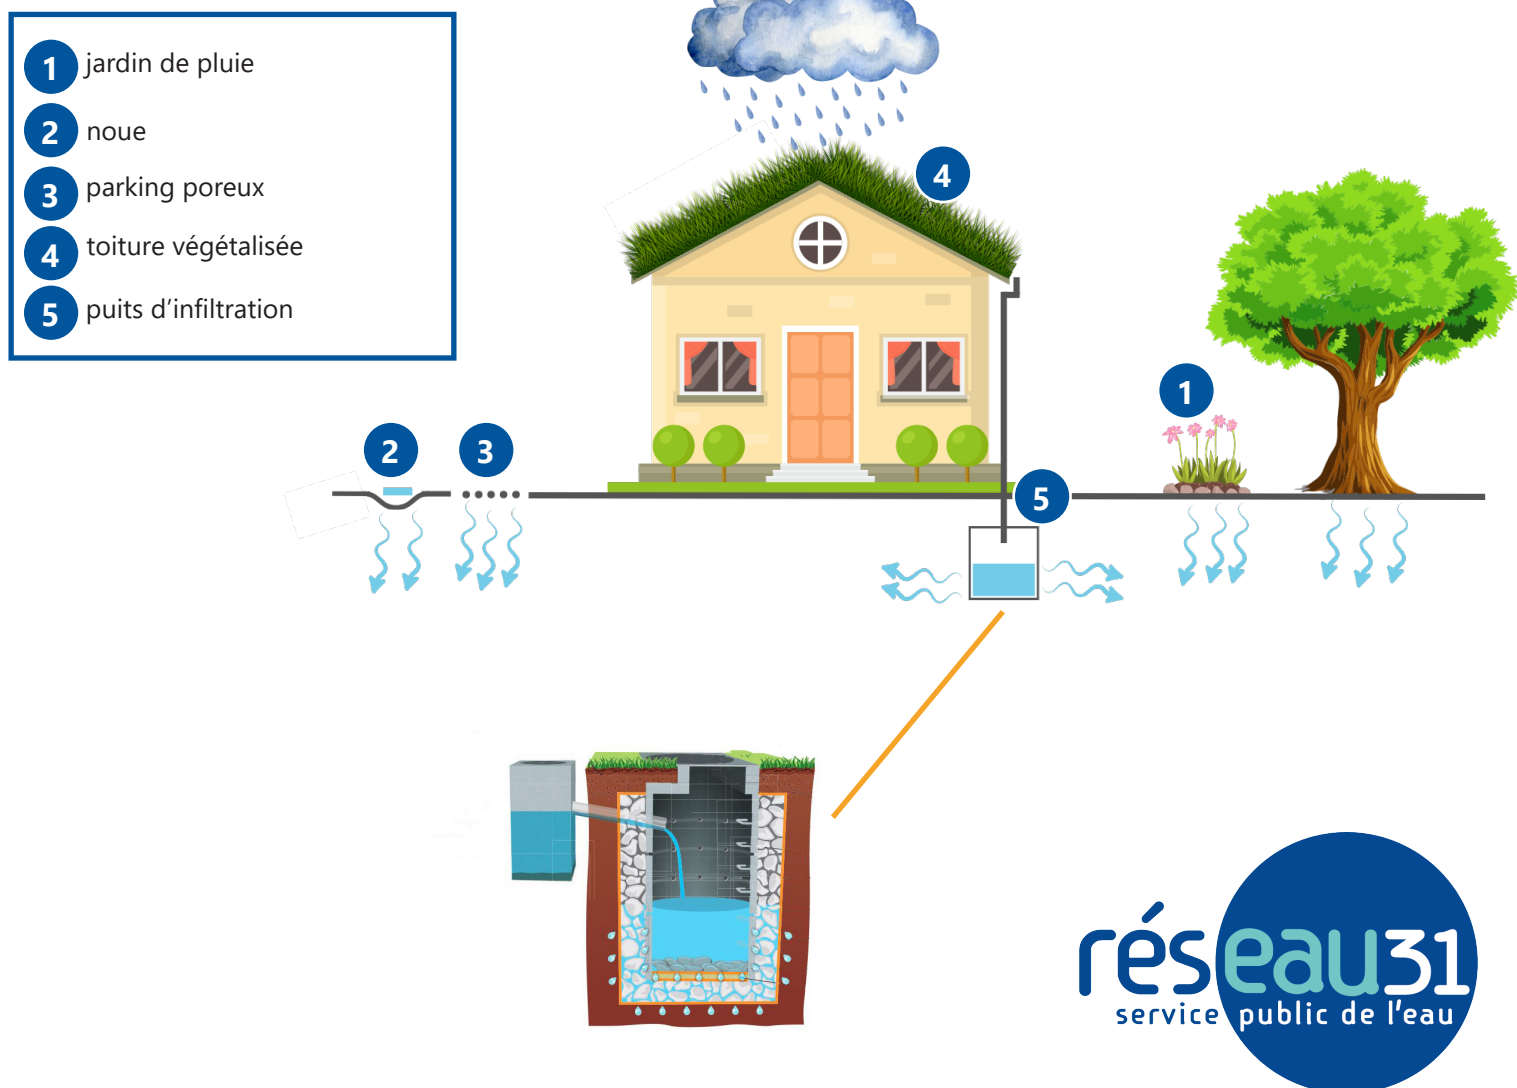 1 jardin de pluie
2 noue
3 parking poreux
4 toiture végétalisée
5 puits d'infiltration
4
1
2 3
5
réseau31
service public de l'eau